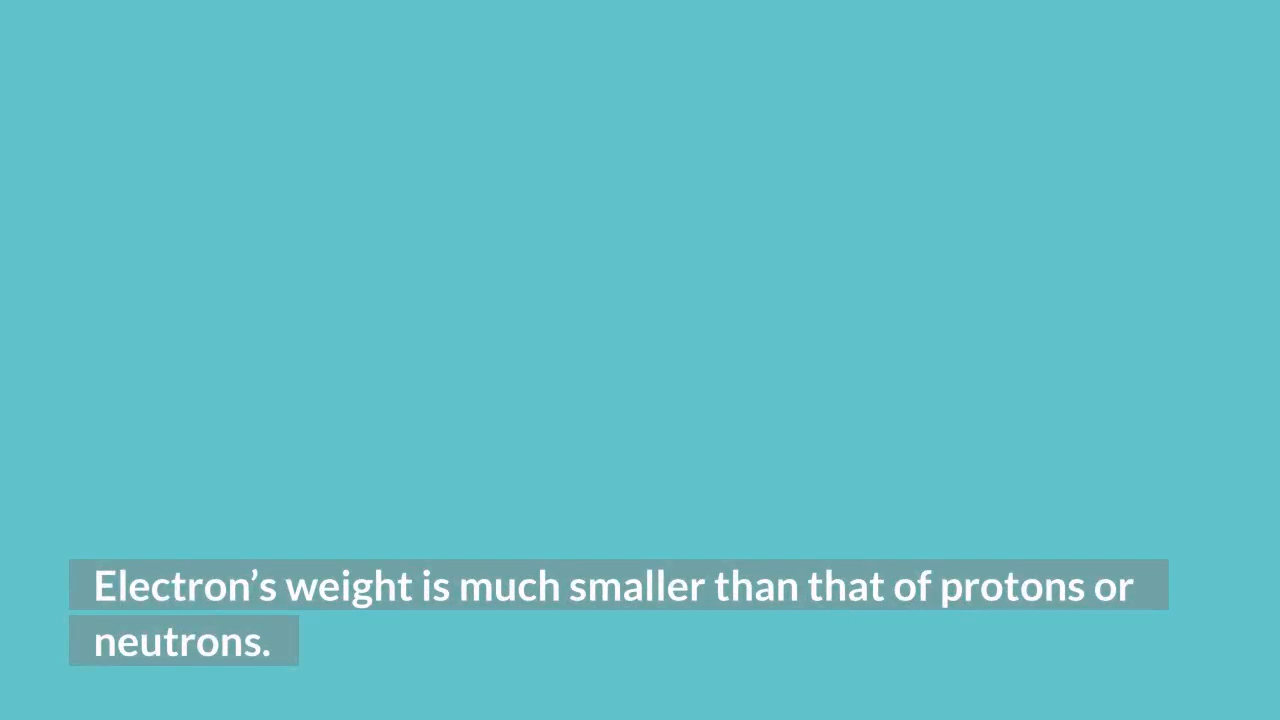 Electron’s weight is much smaller than that of protons or
neutrons.